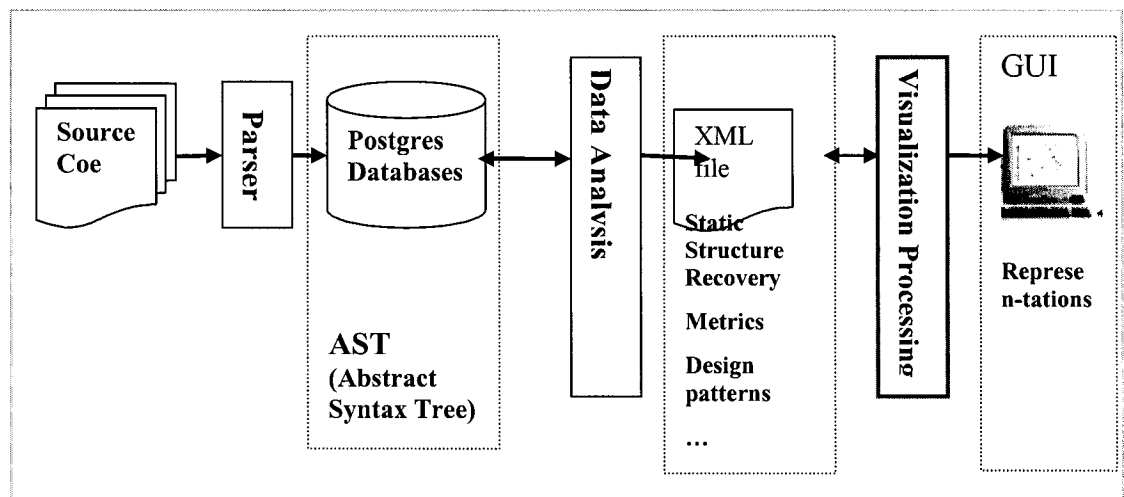 Source
Coe
Parser
Postgres
Databases
AST
(Abstract
Syntax Tree)
Data Analysis
XML
file
Static
Structure
Recovery
Metrics
Design
patterns
...
Visualization Processing
GUI
Represe
n-tations